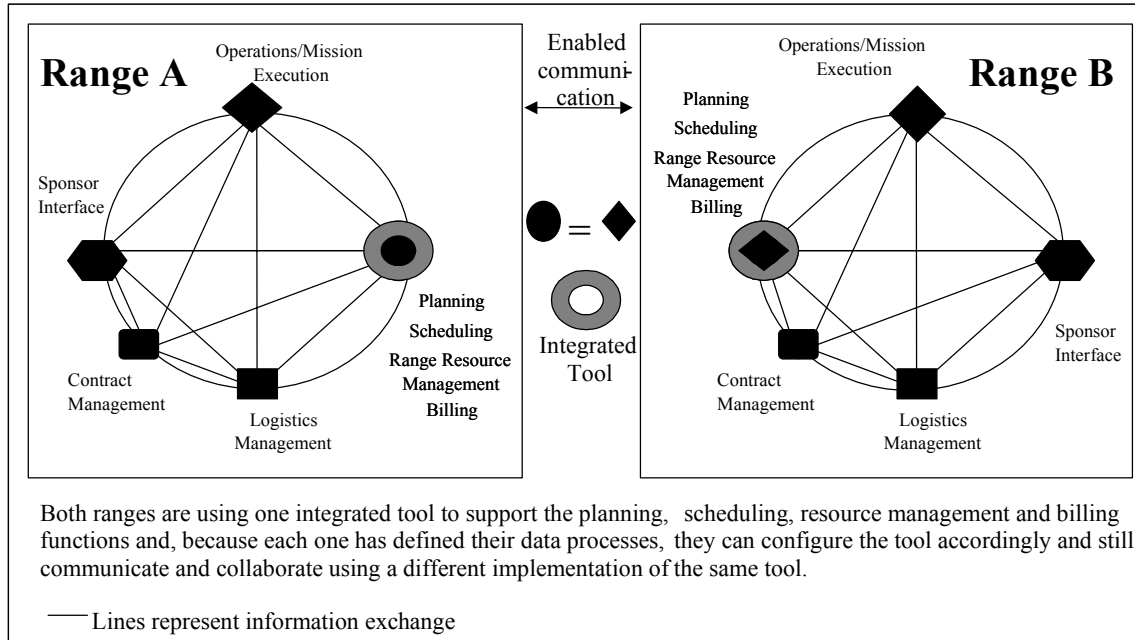 Range A
Operations/Mission
Execution
Sponsor
Interface
Planning
Scheduling
Range Resource
Management
Billing
Contract
Management
Logistics
Management
Enabled
communi-
cation
=
Integrated
Tool
Range B
Operations/Mission
Execution
Planning
Scheduling
Range Resource
Management
Billing
Sponsor
Interface
Contract
Management
Logistics
Management
Both ranges are using one integrated tool to support the planning, scheduling, resource management and billing
functions and, because each one has defined their data processes, they can configure the tool accordingly and still
communicate and collaborate using a different implementation of the same tool.
Lines represent information exchange